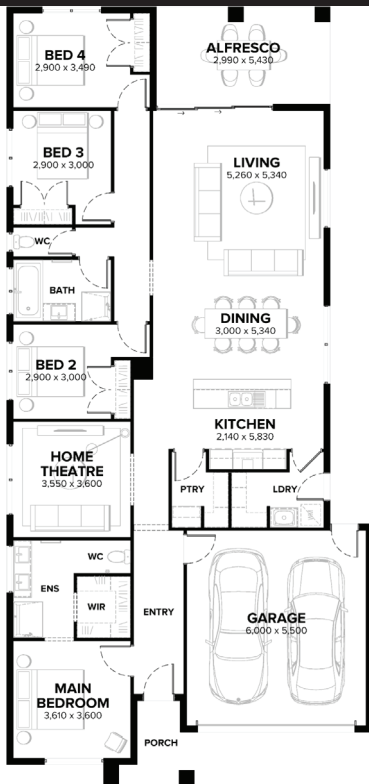 BED 4
2,900 x 3,490
ALFRESCO
2,990 x 5,430
BED 3
2,900 x 3,000
LIVING
5,260 x 5,340
WC
BATH
DINING
3,000 x 5,340
BED 2
2,900 x 3,000
KITCHEN
2,140 x 5,830
HOME
THEATRE
3,550 x 3,600
PTRY
LDRY
WC
ENS
WIR
ENTRY
GARAGE
6,000 x 5,500
MAIN
BEDROOM
3,610 x 3,600
PORCH